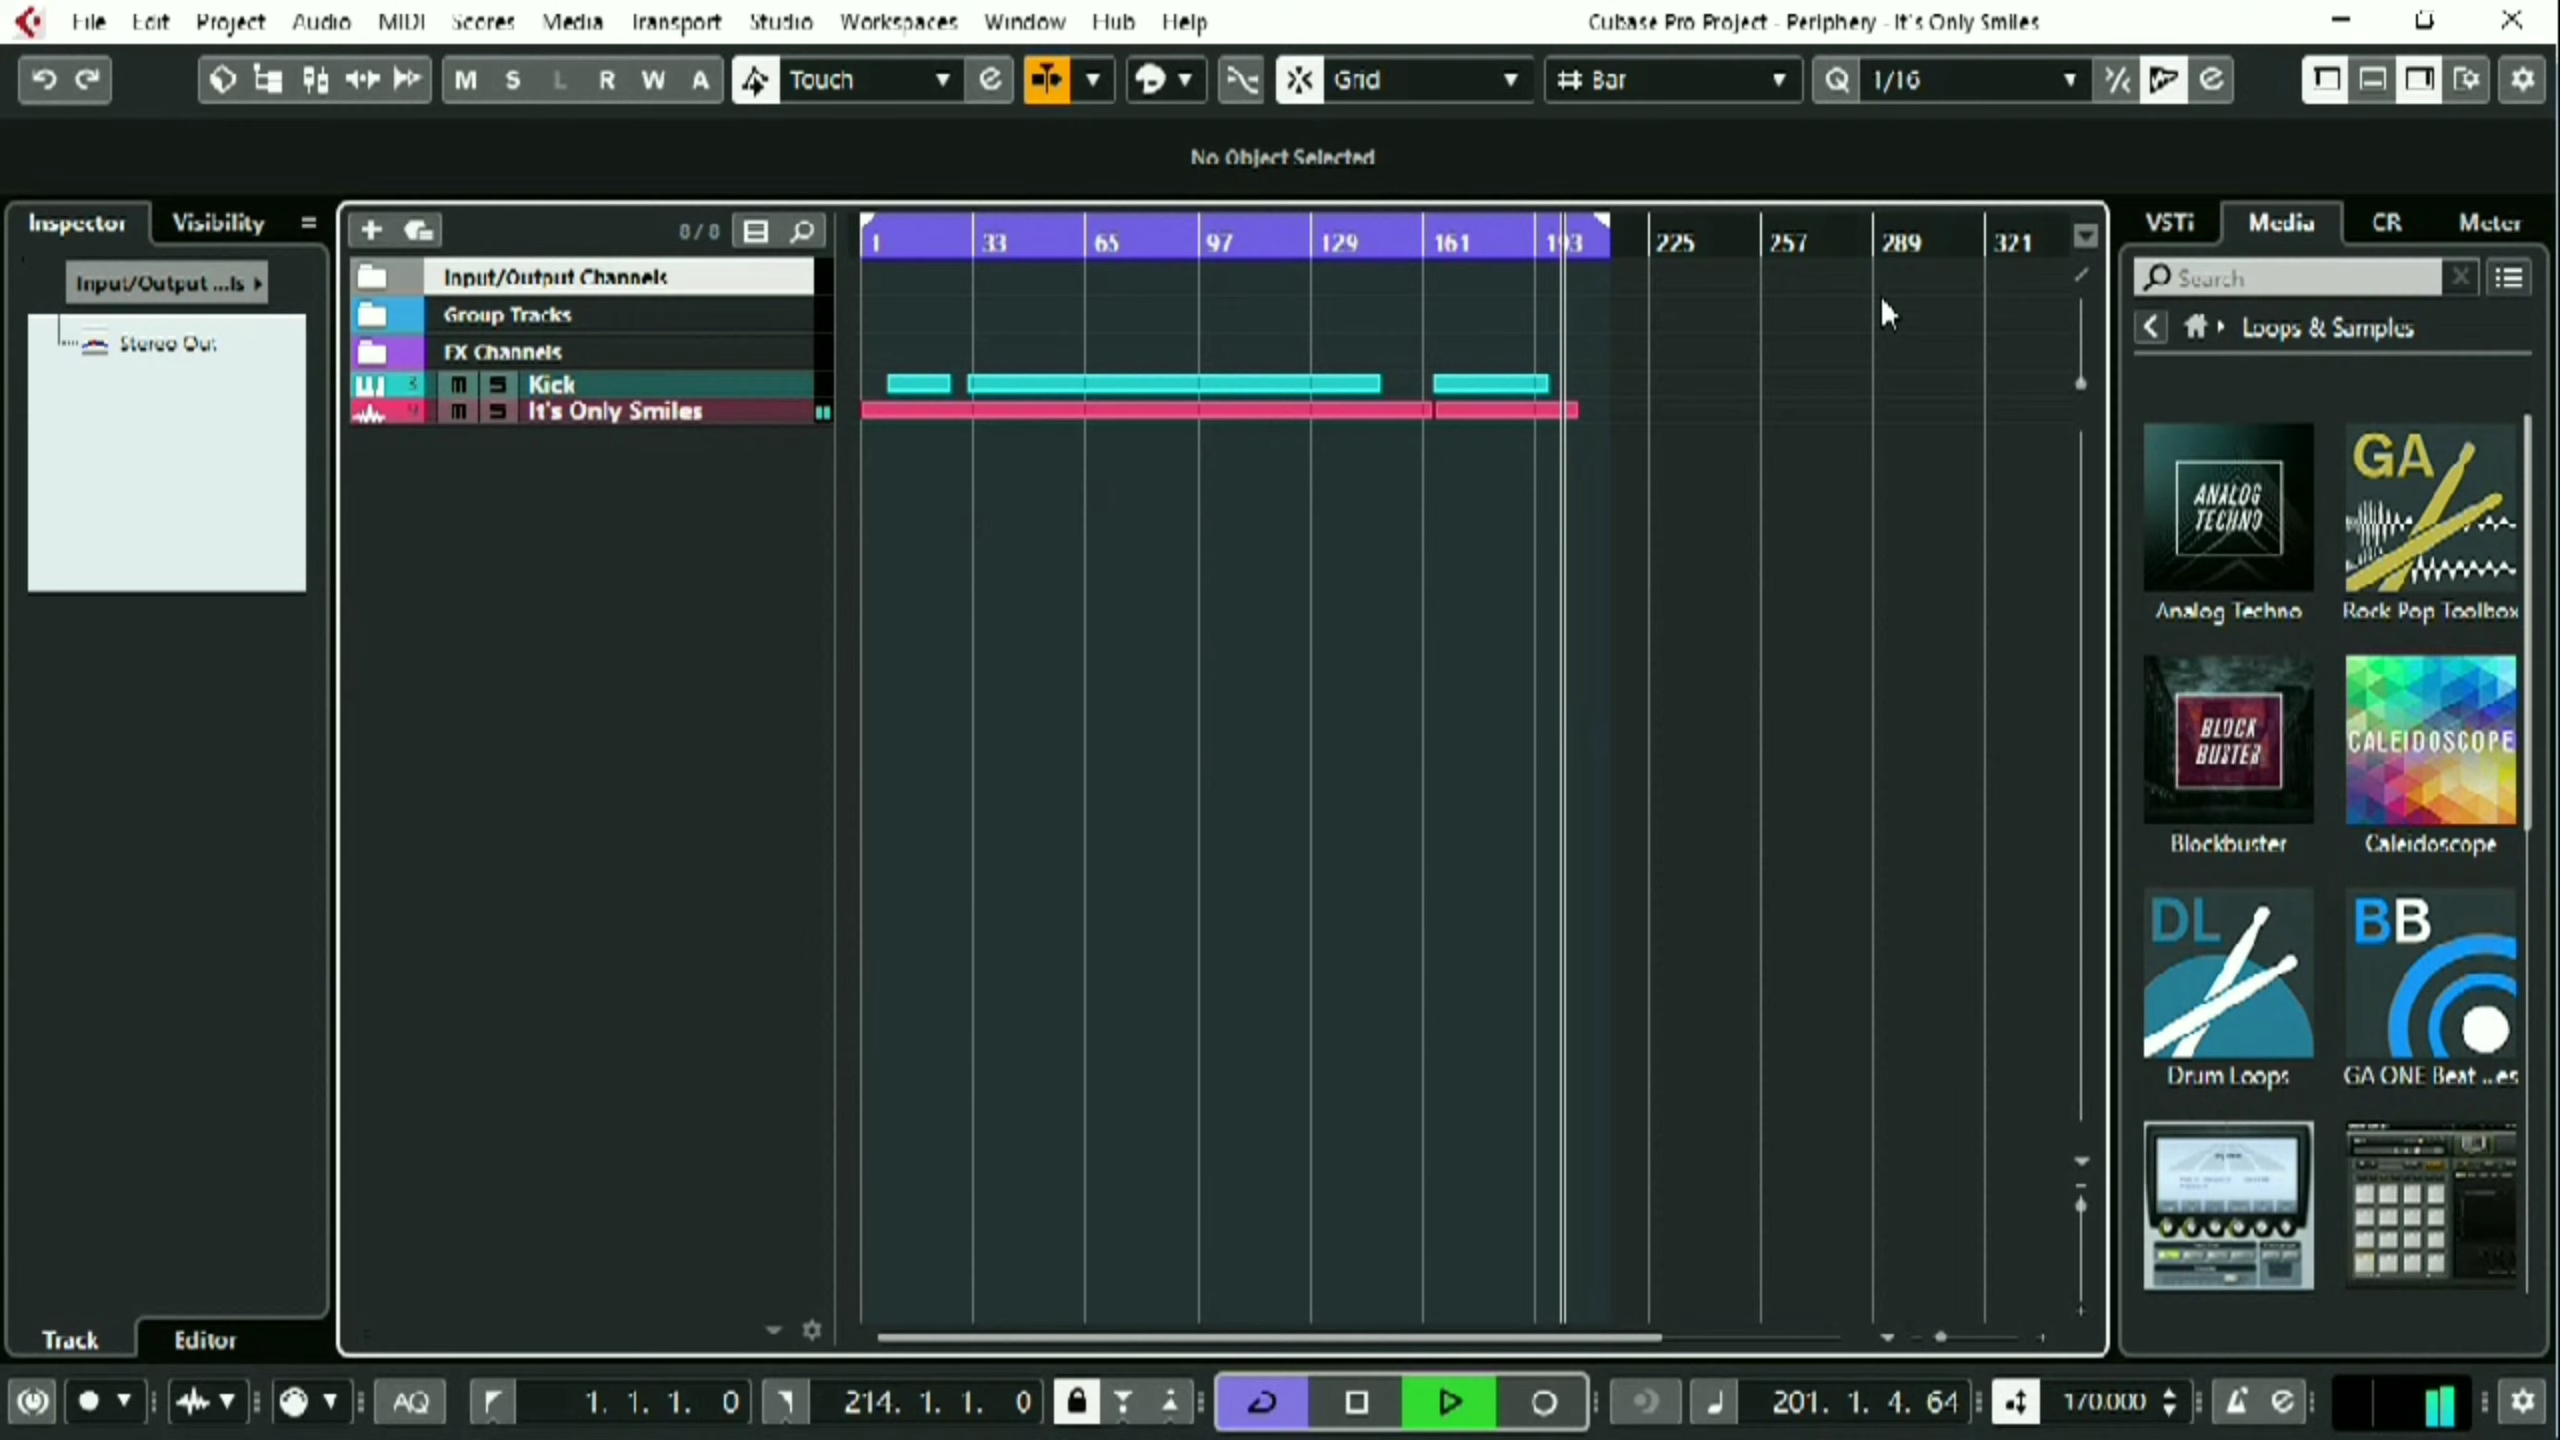 File Edit Project Audio MIDI Scores Media Transport Studio Workspaces Window Hub Help
Cubase Pro Project - Periphery - It's Only Smiles
M S L R W A
Touch
Grid
Bar
Q 1/16
No Object Selected
Inspector Visibility
Input/Output ...ls
Stereo Out
0/0
Input/Output Channels
Group Tracks
FX Channels
3 m S Kick
m S It's Only Smiles
1 33 65 97 129 161 193 225 257 289 321
VSTi Media CR Meter
Search
Loops & Samples
ANALOG
TECHNO
GA
Analog Techno Rock Pop Toolbox
BLOCK
BUSTER
CALEIDOSCOPE
Blockbuster Caleidoscope
DL BB
Drum Loops GA ONE Beat ...es
Track Editor
AQ
1. 1. 1. 0
214. 1. 1. 0
201. 1. 4. 64
170.000